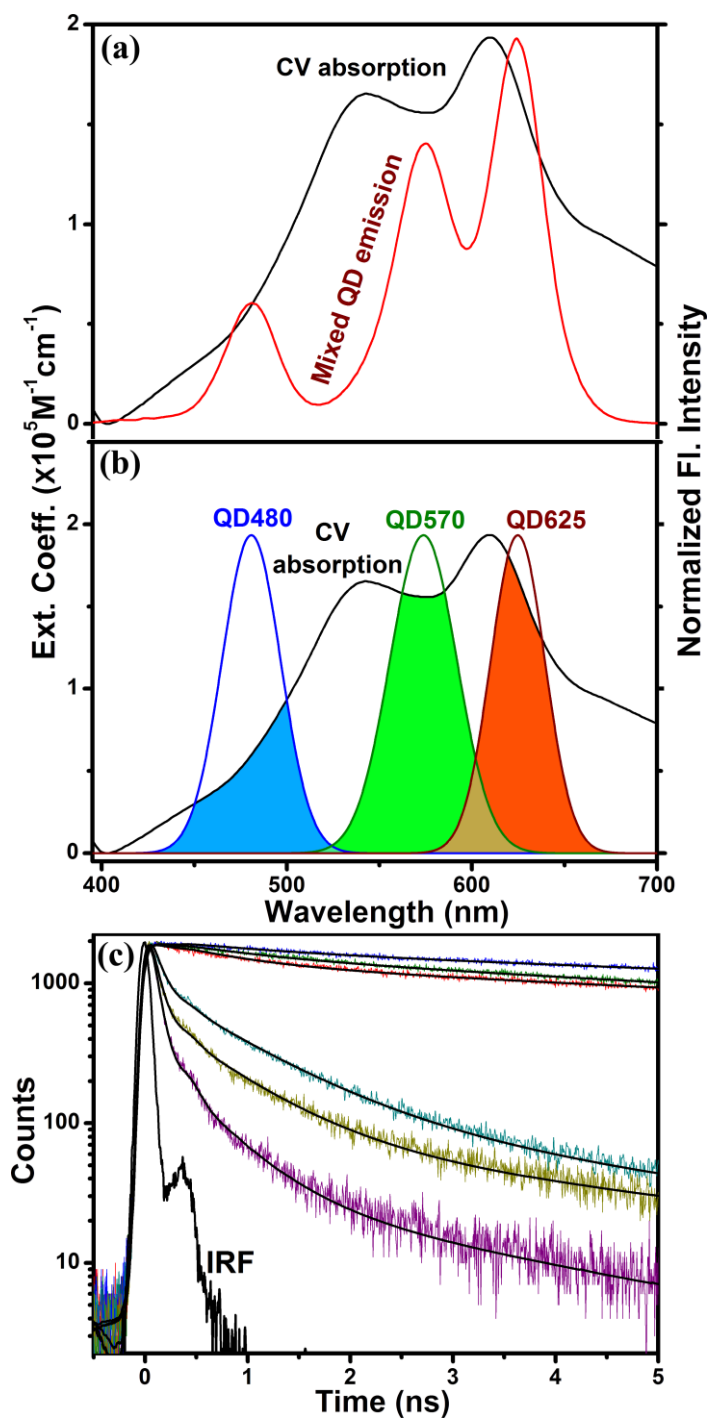 (a)
2
CV absorption
Mixed QD emission
1
0
(b)
QD480
QD570
QD625
CV
absorption
2
1
0
400
500
600
700
Wavelength (nm)
Ext. Coeff. (x10⁵M⁻¹cm⁻¹)
Normalized Fl. Intensity
(c)
1000
100
10
Counts
IRF
0
1
2
3
4
5
Time (ns)